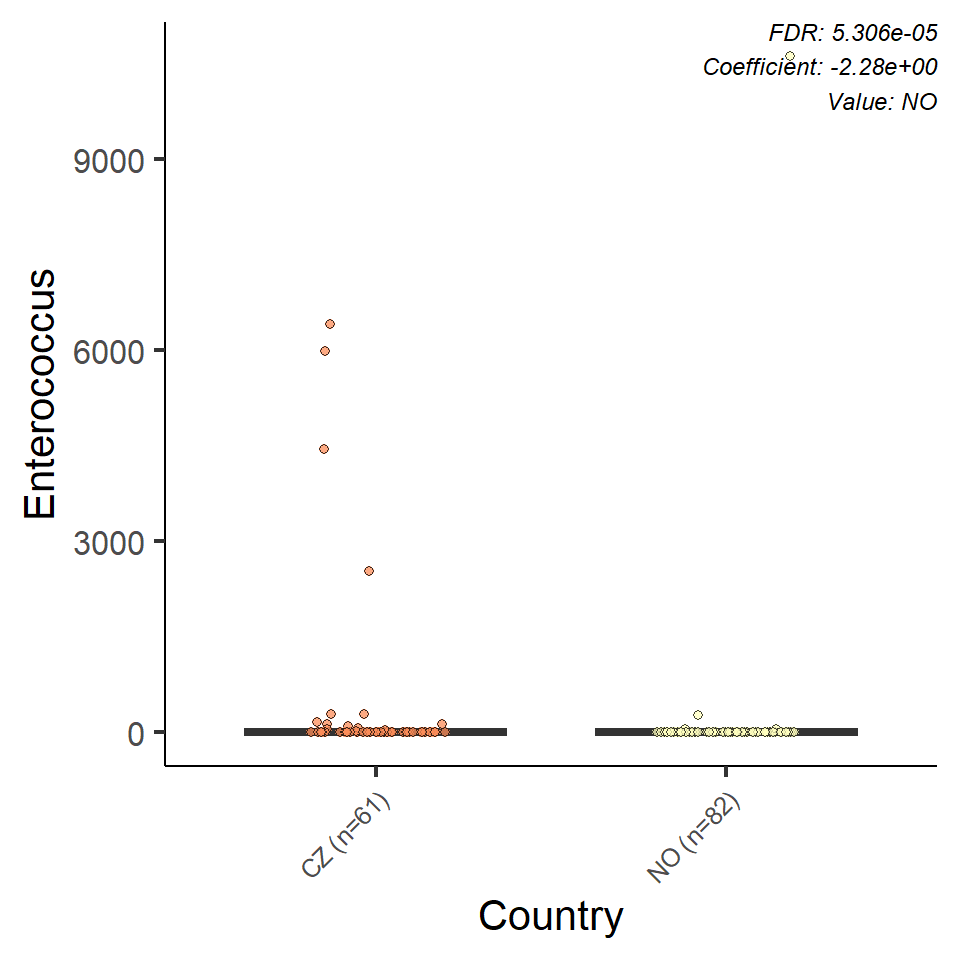 FDR: 5.306e-05
Coefficient: -2.28e+00
Value: NO
9000
6000
3000
0
Enterococcus
CZ (n=61)
NO (n=82)
Country